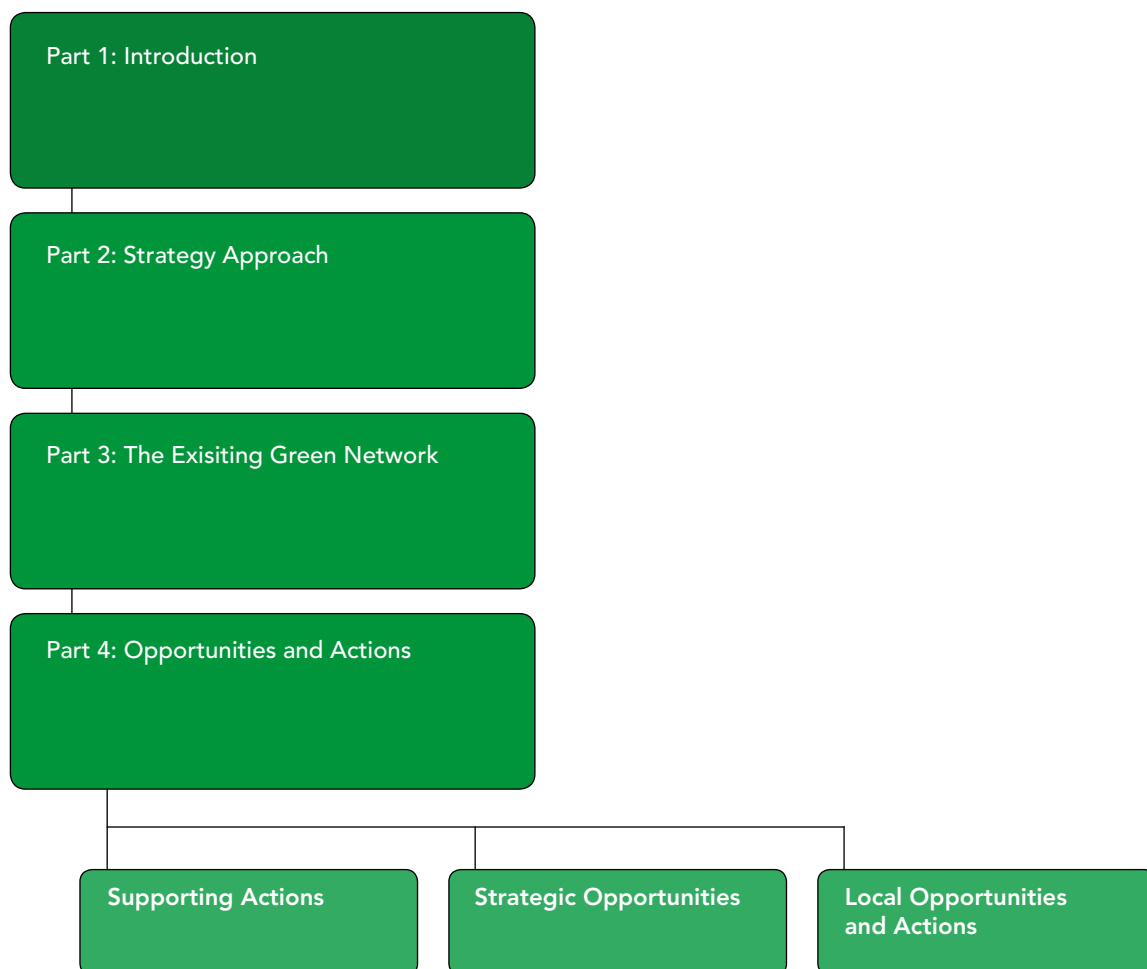 Part 1: Introduction
Part 2: Strategy Approach
Part 3: The Exisiting Green Network
Part 4: Opportunities and Actions
Supporting Actions
Strategic Opportunities
Local Opportunities
and Actions